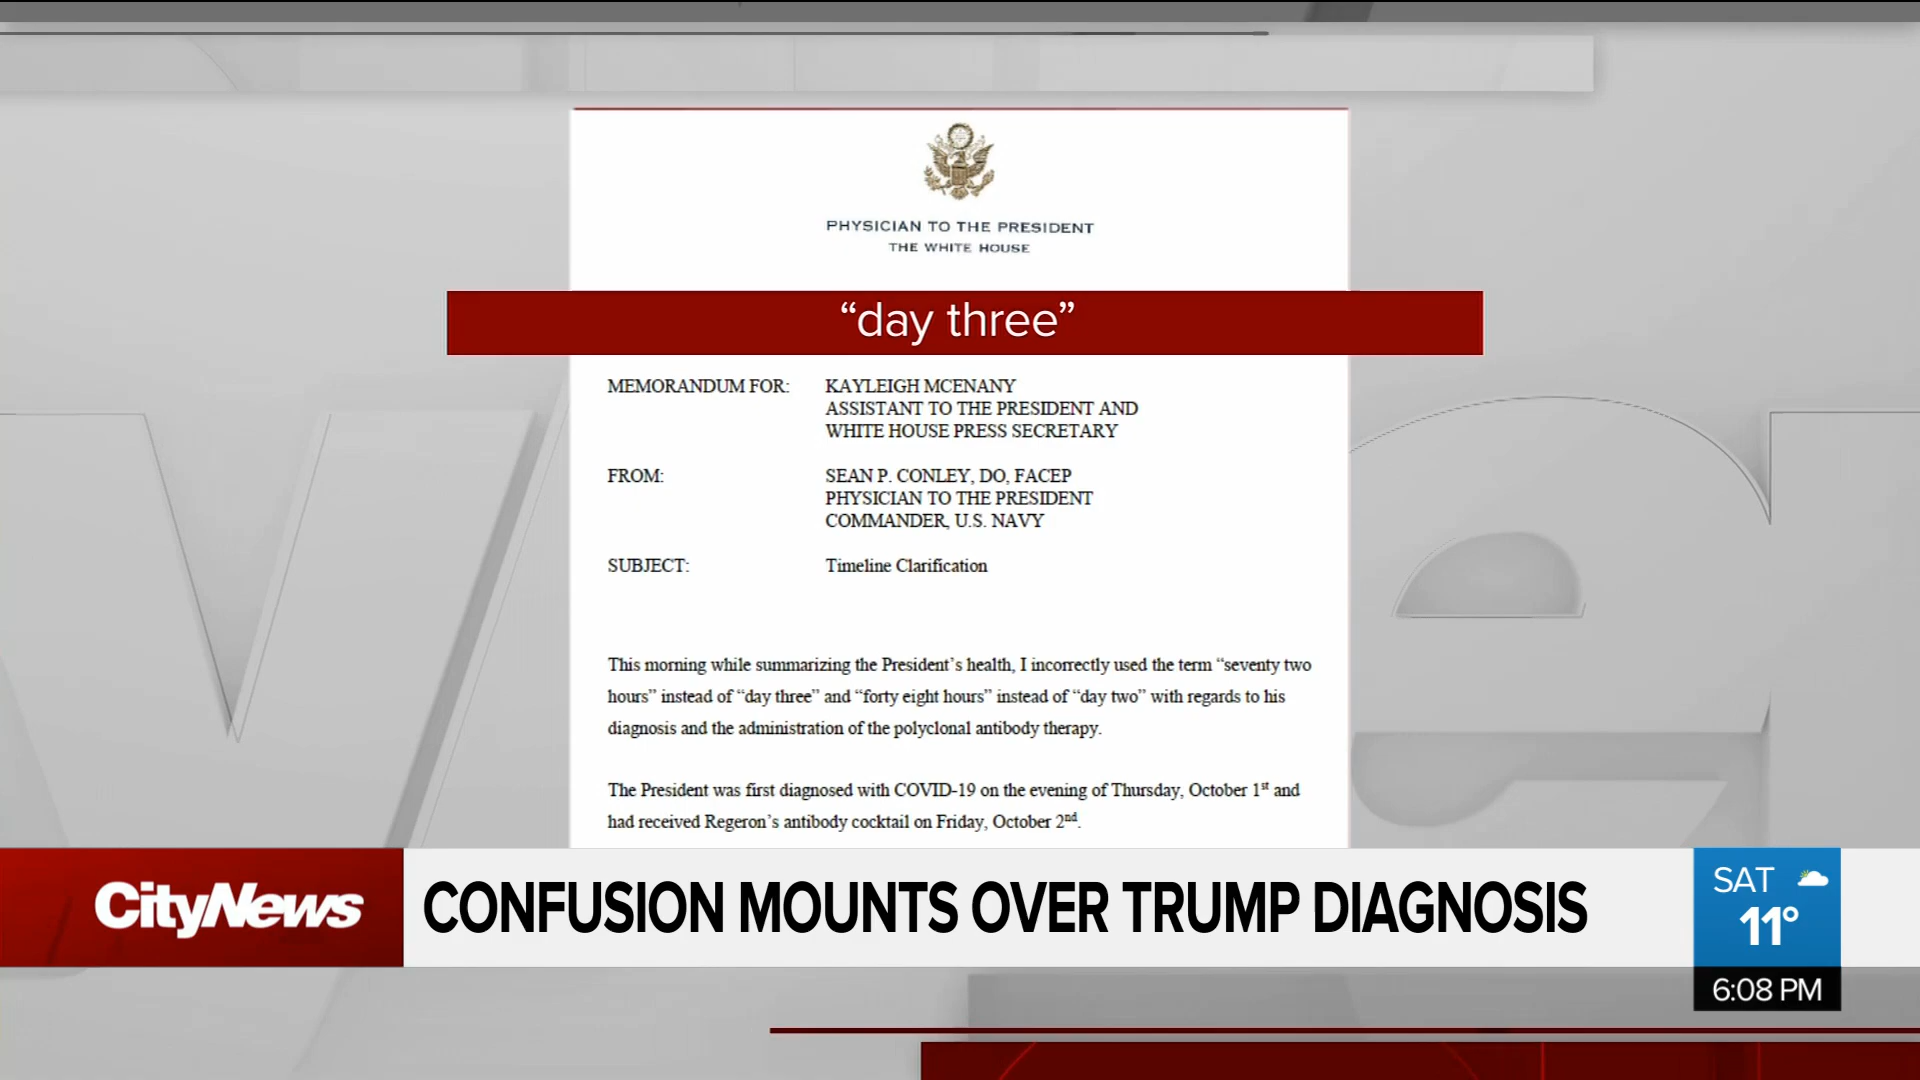 PHYSICIAN TO THE PRESIDENT
THE WHITE HOUSE
“day three”
MEMORANDUM FOR: KAYLEIGH MCENANY
ASSISTANT TO THE PRESIDENT AND
WHITE HOUSE PRESS SECRETARY
FROM: SEAN P. CONLEY, DO, FACEP
PHYSICIAN TO THE PRESIDENT
COMMANDER, U.S. NAVY
SUBJECT: Timeline Clarification
This morning while summarizing the President’s health, I incorrectly used the term “seventy two
hours” instead of “day three” and “forty eight hours” instead of “day two” with regards to his
diagnosis and the administration of the polyclonal antibody therapy.
The President was first diagnosed with COVID-19 on the evening of Thursday, October 1st and
had received Regeron’s antibody cocktail on Friday, October 2nd.
CityNews
CONFUSION MOUNTS OVER TRUMP DIAGNOSIS
SAT
11°
6:08 PM